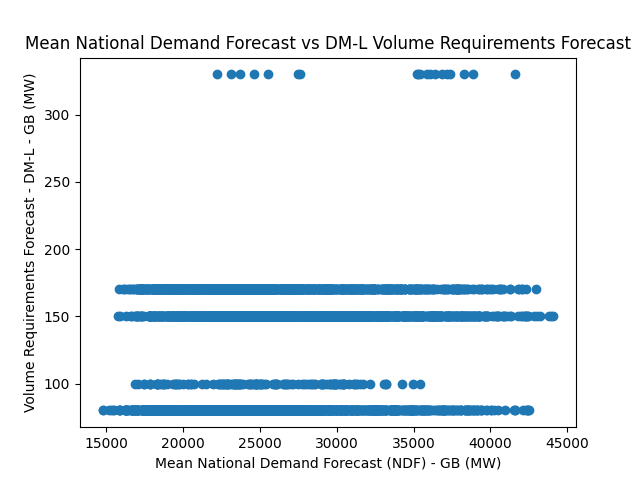 Mean National Demand Forecast vs DM-L Volume Requirements Forecast
Volume Requirements Forecast - DM-L - GB (MW)
300
250
200
150
100
15000 20000 25000 30000 35000 40000 45000
Mean National Demand Forecast (NDF) - GB (MW)